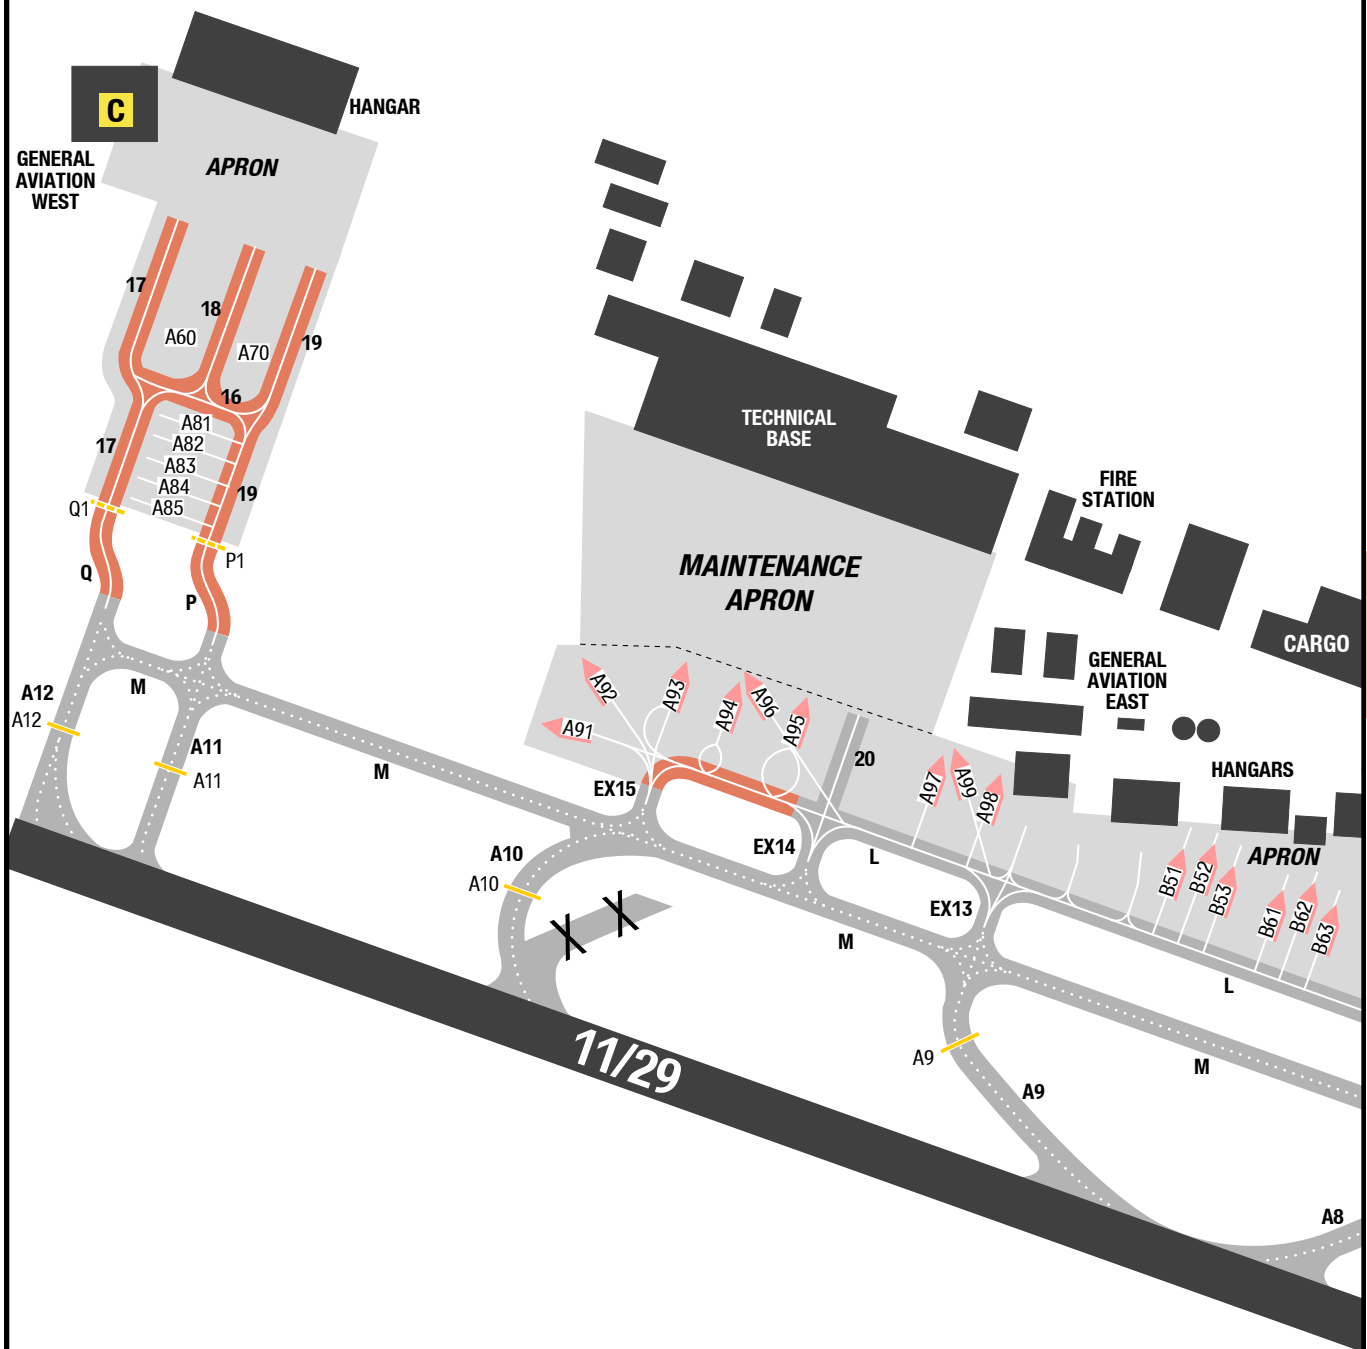 C
HANGAR
GENERAL
AVIATION
WEST
APRON
17
18
19
A60
A70
16
A81
A82
A83
A84
A85
17
19
Q1
P1
Q
P
M
A12
A12
A11
A11
M
TECHNICAL
BASE
FIRE
STATION
MAINTENANCE
APRON
CARGO
GENERAL
AVIATION
EAST
HANGARS
A92
A93
A94
A96
A95
A91
20
A97
A99
A98
EX15
EX14
L
A10
A10
APRON
B51
B52
B53
B61
B62
B63
EX13
M
L
11/29
A9
M
A9
A8
X
X